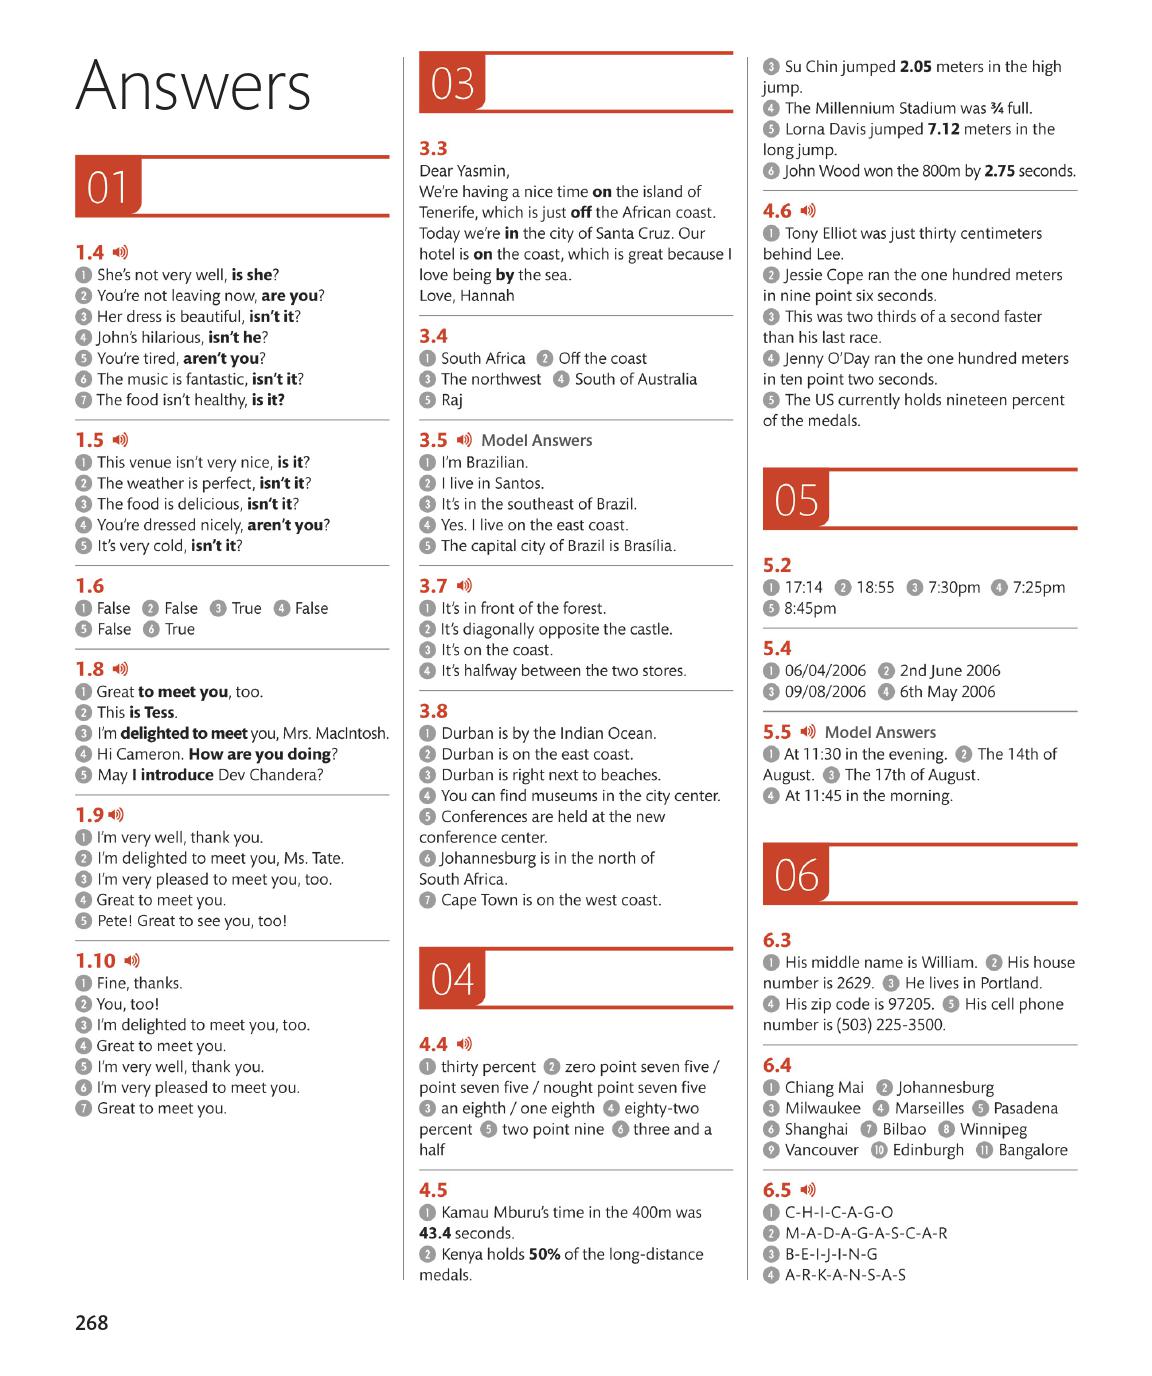 Answers
01
1.4
1 She's not very well, is she?
2 You're not leaving now, are you?
3 Her dress is beautiful, isn't it?
4 John's hilarious, isn't he?
5 You're tired, aren't you?
6 The music is fantastic, isn't it?
7 The food isn't healthy, is it?
1.5
1 This venue isn't very nice, is it?
2 The weather is perfect, isn't it?
3 The food is delicious, isn't it?
4 You're dressed nicely, aren't you?
5 It's very cold, isn't it?
1.6
1 False 2 False 3 True 4 False
5 False 6 True
1.8
1 Great to meet you, too.
2 This is Tess.
3 I'm delighted to meet you, Mrs. MacIntosh.
4 Hi Cameron. How are you doing?
5 May I introduce Dev Chandera?
1.9
1 I'm very well, thank you.
2 I'm delighted to meet you, Ms. Tate.
3 I'm very pleased to meet you, too.
4 Great to meet you.
5 Pete! Great to see you, too!
1.10
1 Fine, thanks.
2 You, too!
3 I'm delighted to meet you, too.
4 Great to meet you.
5 I'm very well, thank you.
6 I'm very pleased to meet you.
7 Great to meet you.
03
3.3
Dear Yasmin,
We're having a nice time on the island of
Tenerife, which is just off the African coast.
Today we're in the city of Santa Cruz. Our
hotel is on the coast, which is great because I
love being by the sea.
Love, Hannah
3.4
1 South Africa 2 Off the coast
3 The northwest 4 South of Australia
5 Raj
3.5 Model Answers
1 I'm Brazilian.
2 I live in Santos.
3 It's in the southeast of Brazil.
4 Yes. I live on the east coast.
5 The capital city of Brazil is Brasília.
3.7
1 It's in front of the forest.
2 It's diagonally opposite the castle.
3 It's on the coast.
4 It's halfway between the two stores.
3.8
1 Durban is by the Indian Ocean.
2 Durban is on the east coast.
3 Durban is right next to beaches.
4 You can find museums in the city center.
5 Conferences are held at the new
conference center.
6 Johannesburg is in the north of
South Africa.
7 Cape Town is on the west coast.
04
4.4
1 thirty percent 2 zero point seven five /
point seven five / nought point seven five
3 an eighth / one eighth 4 eighty-two
percent 5 two point nine 6 three and a
half
4.5
1 Kamau Mburu's time in the 400m was
43.4 seconds.
2 Kenya holds 50% of the long-distance
medals.
3 Su Chin jumped 2.05 meters in the high
jump.
4 The Millennium Stadium was ¾ full.
5 Lorna Davis jumped 7.12 meters in the
long jump.
6 John Wood won the 800m by 2.75 seconds.
4.6
1 Tony Elliot was just thirty centimeters
behind Lee.
2 Jessie Cope ran the one hundred meters
in nine point six seconds.
3 This was two thirds of a second faster
than his last race.
4 Jenny O'Day ran the one hundred meters
in ten point two seconds.
5 The US currently holds nineteen percent
of the medals.
05
5.2
1 17:14 2 18:55 3 7:30pm 4 7:25pm
5 8:45pm
5.4
1 06/04/2006 2 2nd June 2006
3 09/08/2006 4 6th May 2006
5.5 Model Answers
1 At 11:30 in the evening. 2 The 14th of
August. 3 The 17th of August.
4 At 11:45 in the morning.
06
6.3
1 His middle name is William. 2 His house
number is 2629. 3 He lives in Portland.
4 His zip code is 97205. 5 His cell phone
number is (503) 225-3500.
6.4
1 Chiang Mai 2 Johannesburg
3 Milwaukee 4 Marseilles 5 Pasadena
6 Shanghai 7 Bilbao 8 Winnipeg
9 Vancouver 10 Edinburgh 11 Bangalore
6.5
1 C-H-I-C-A-G-O
2 M-A-D-A-G-A-S-C-A-R
3 B-E-I-J-I-N-G
4 A-R-K-A-N-S-A-S
268